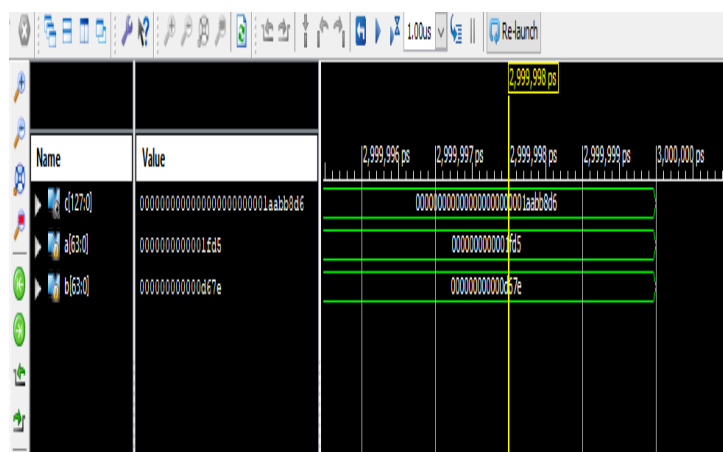 1.00us Re-launch
2,999,998 ps
Name Value
2,999,996 ps 2,999,997 ps 2,999,998 ps 2,999,999 ps 3,000,000 ps
c[127:0] 0000000000000000000000001aabb8d6 0000000000000000000000001aabb8d6
a[63:0] 0000000000001fd5 0000000000001fd5
b[63:0] 000000000000d67e 000000000000d67e